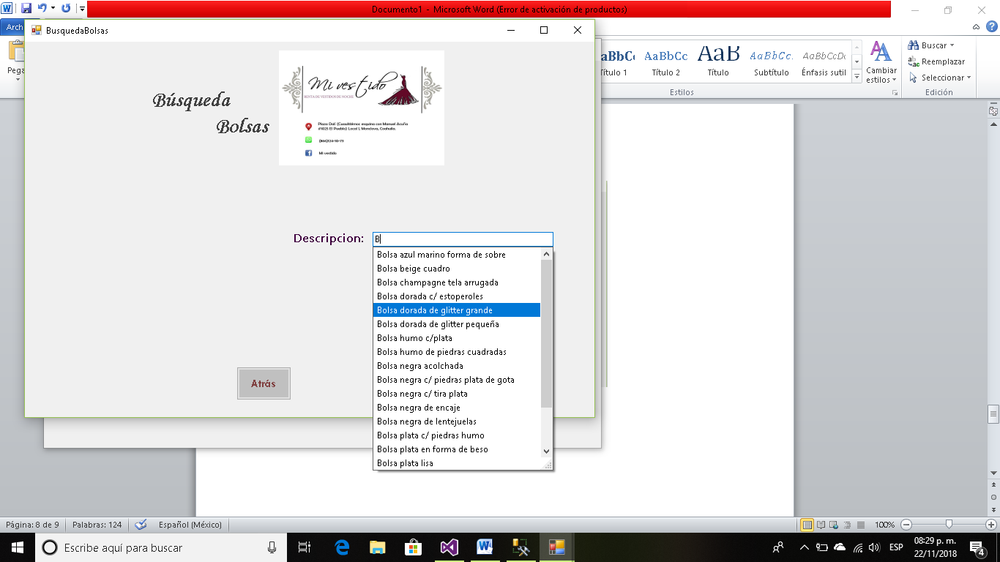 Documento1 - Microsoft Word (Error de activación de productos)
Archi
BusquedaBolsas
Pega
Búsqueda
Bolsas
Mi vestido
RENTA DE VESTIDOS DE NOCHE
Plaza Dalí (Cuauhtémoc esquina con Manuel Acuña
#1025 El Pueblo) Local 1, Monclova, Coahuila.
(866)124-10-73
Mi vestido
AaBbCc AaBbCc AaB AaBbCc. AaBbCcDc
Título 1 Título 2 Título Subtítulo Énfasis sutil
Cambiar
estilos
Buscar
Reemplazar
Seleccionar
Estilos
Edición
Descripcion: B
Bolsa azul marino forma de sobre
Bolsa beige cuadro
Bolsa champagne tela arrugada
Bolsa dorada c/ estoperoles
Bolsa dorada de glitter grande
Bolsa dorada de glitter pequeña
Bolsa humo c/plata
Bolsa humo de piedras cuadradas
Bolsa negra acolchada
Bolsa negra c/ piedras plata de gota
Bolsa negra c/ tira plata
Bolsa negra de encaje
Bolsa negra de lentejuelas
Bolsa plata c/ piedras humo
Bolsa plata en forma de beso
Bolsa plata lisa
Atrás
Página: 8 de 9 Palabras: 124 Español (México) 100%
Escribe aquí para buscar
ESP
08:29 p. m.
22/11/2018
4